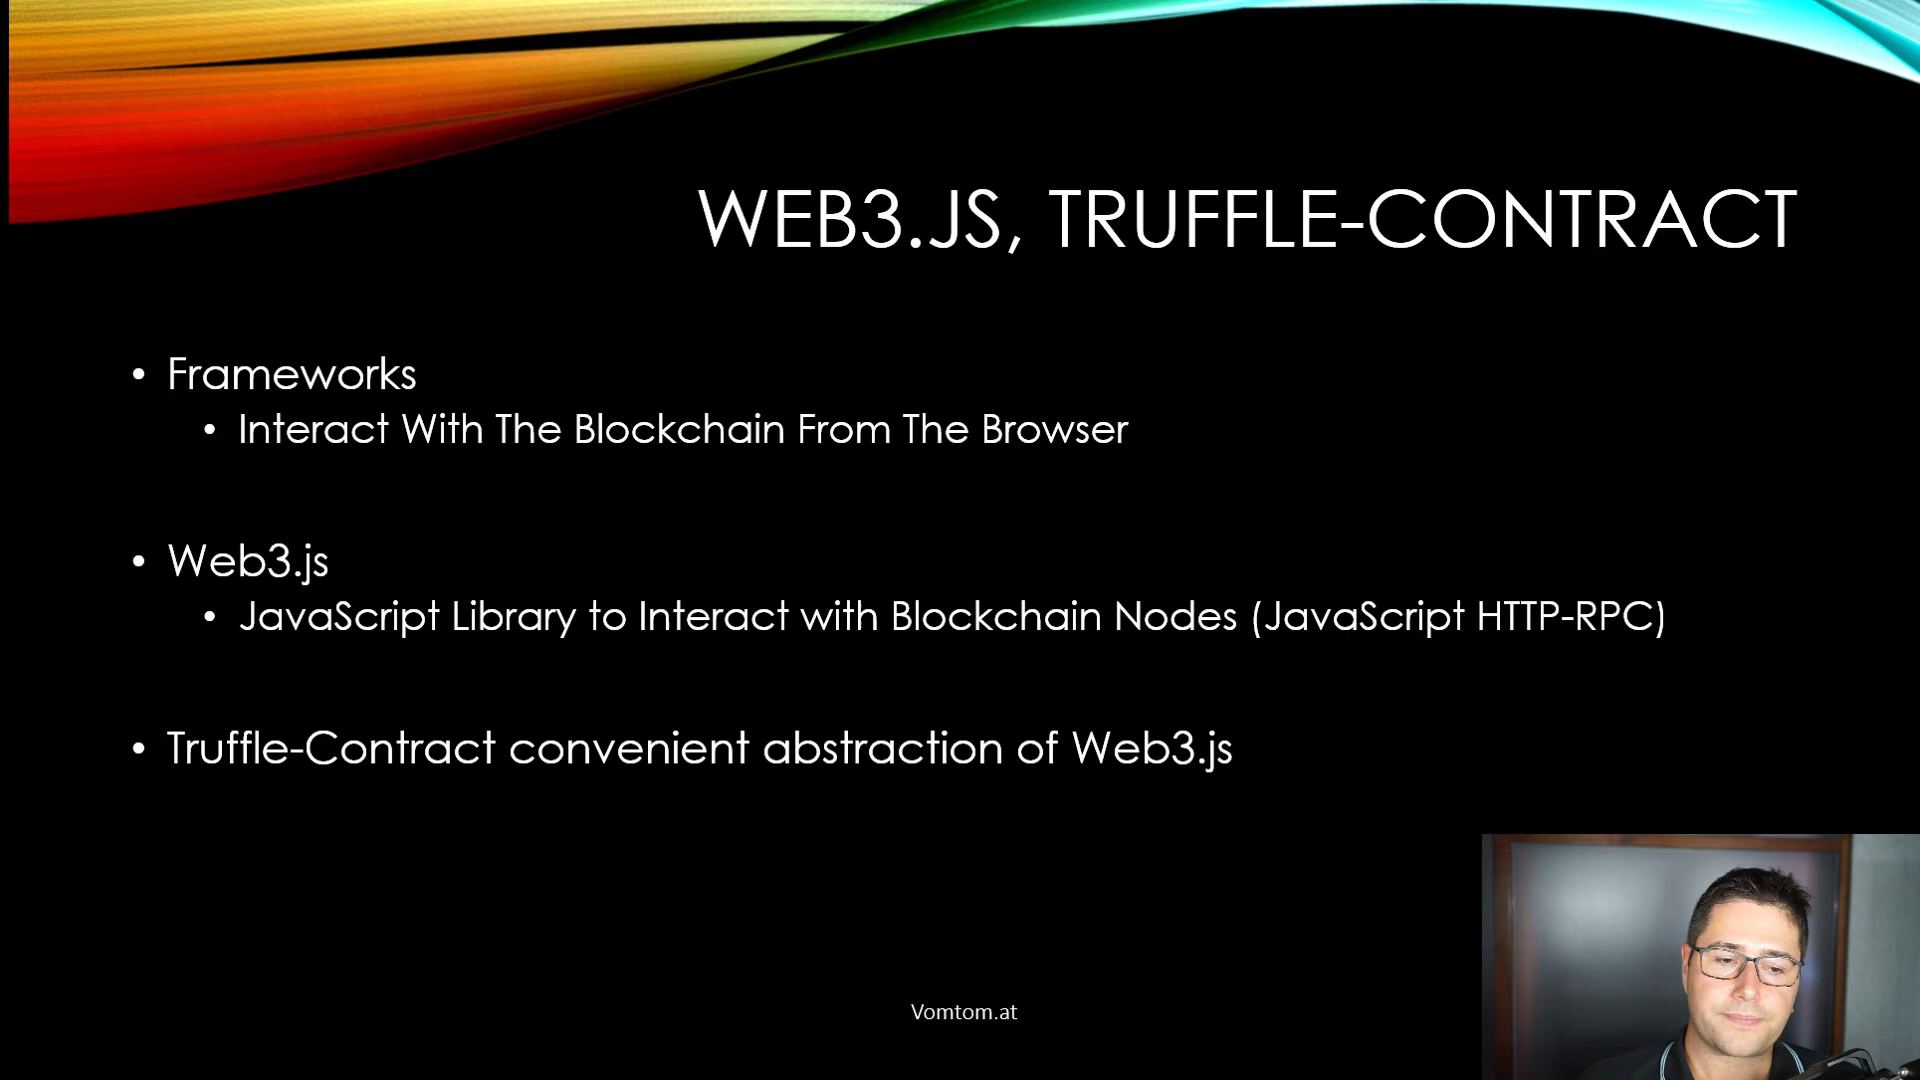 WEB3.JS, TRUFFLE-CONTRACT
• Frameworks
• Interact With The Blockchain From The Browser
• Web3.js
• JavaScript Library to Interact with Blockchain Nodes (JavaScript HTTP-RPC)
• Truffle-Contract convenient abstraction of Web3.js
Vomtom.at